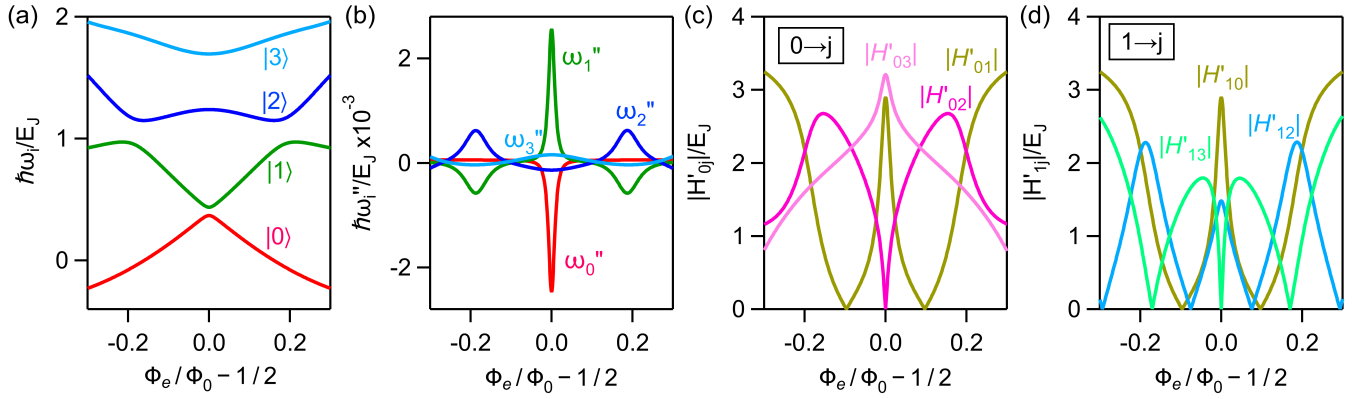 (a)
2
1
0
ħωᵢ/E_J
|3⟩
|2⟩
|1⟩
|0⟩
-0.2 0.0 0.2
Φₑ/Φ₀ − 1/2
(b)
2
0
-2
ħωᵢ"/E_J x10⁻³
ω₁"
ω₂"
ω₃"
ω₀"
-0.2 0.0 0.2
Φₑ/Φ₀ − 1/2
(c)
4
3
2
1
0
|H'₀ⱼ|/E_J
0→j
|H'₀₃|
|H'₀₁|
|H'₀₂|
-0.2 0.0 0.2
Φₑ/Φ₀ − 1/2
(d)
4
3
2
1
0
|H'₁ⱼ|/E_J
1→j
|H'₁₀|
|H'₁₂|
|H'₁₃|
-0.2 0.0 0.2
Φₑ/Φ₀ − 1/2